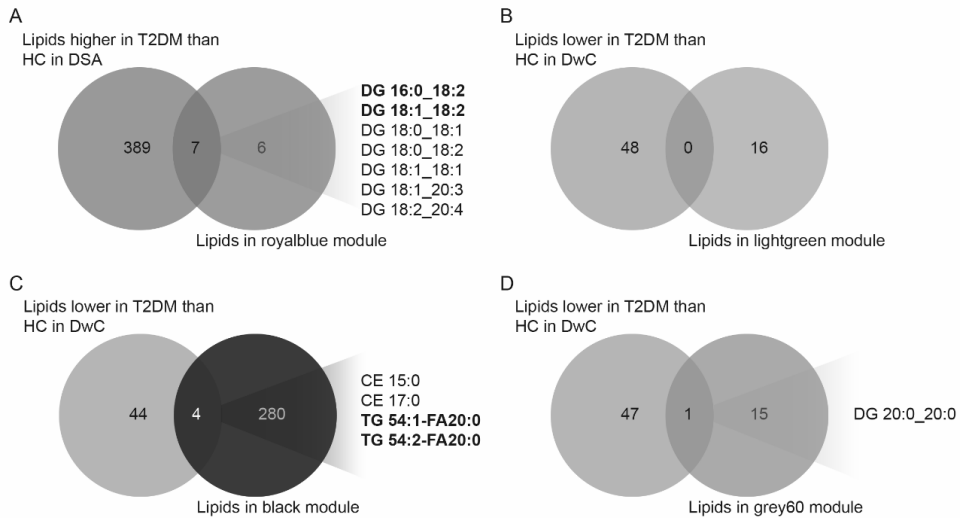 A
Lipids higher in T2DM than
HC in DSA
389
7
6
DG 16:0_18:2
DG 18:1_18:2
DG 18:0_18:1
DG 18:0_18:2
DG 18:1_18:1
DG 18:1_20:3
DG 18:2_20:4
Lipids in royalblue module
B
Lipids lower in T2DM than
HC in DwC
48
0
16
Lipids in lightgreen module
C
Lipids lower in T2DM than
HC in DwC
44
4
280
CE 15:0
CE 17:0
TG 54:1-FA20:0
TG 54:2-FA20:0
Lipids in black module
D
Lipids lower in T2DM than
HC in DwC
47
1
15
DG 20:0_20:0
Lipids in grey60 module